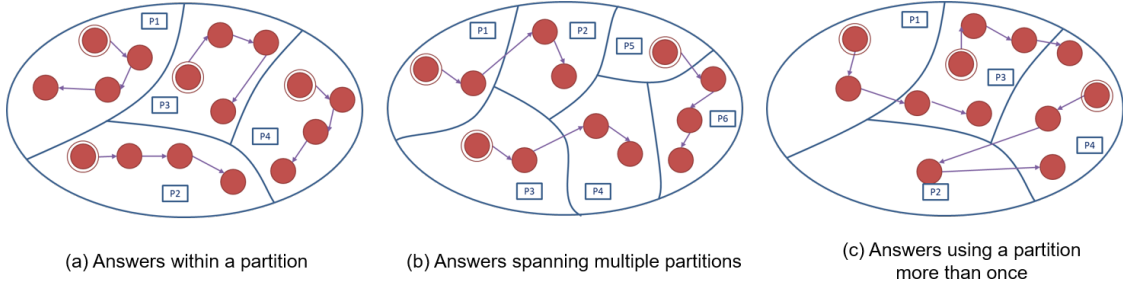 P1
P3
P4
P2
(a) Answers within a partition
P1
P2
P5
P6
P3
P4
(b) Answers spanning multiple partitions
P1
P3
P4
P2
(c) Answers using a partition
more than once